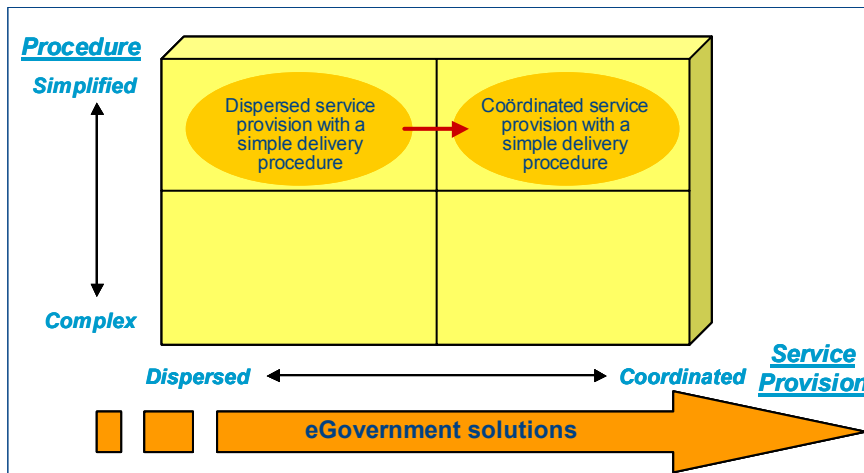 Procedure
Simplified
Dispersed service
provision with a
simple delivery
procedure
Coördinated service
provision with a
simple delivery
procedure
Complex
Dispersed
Coordinated
Service
Provision
eGovernment solutions